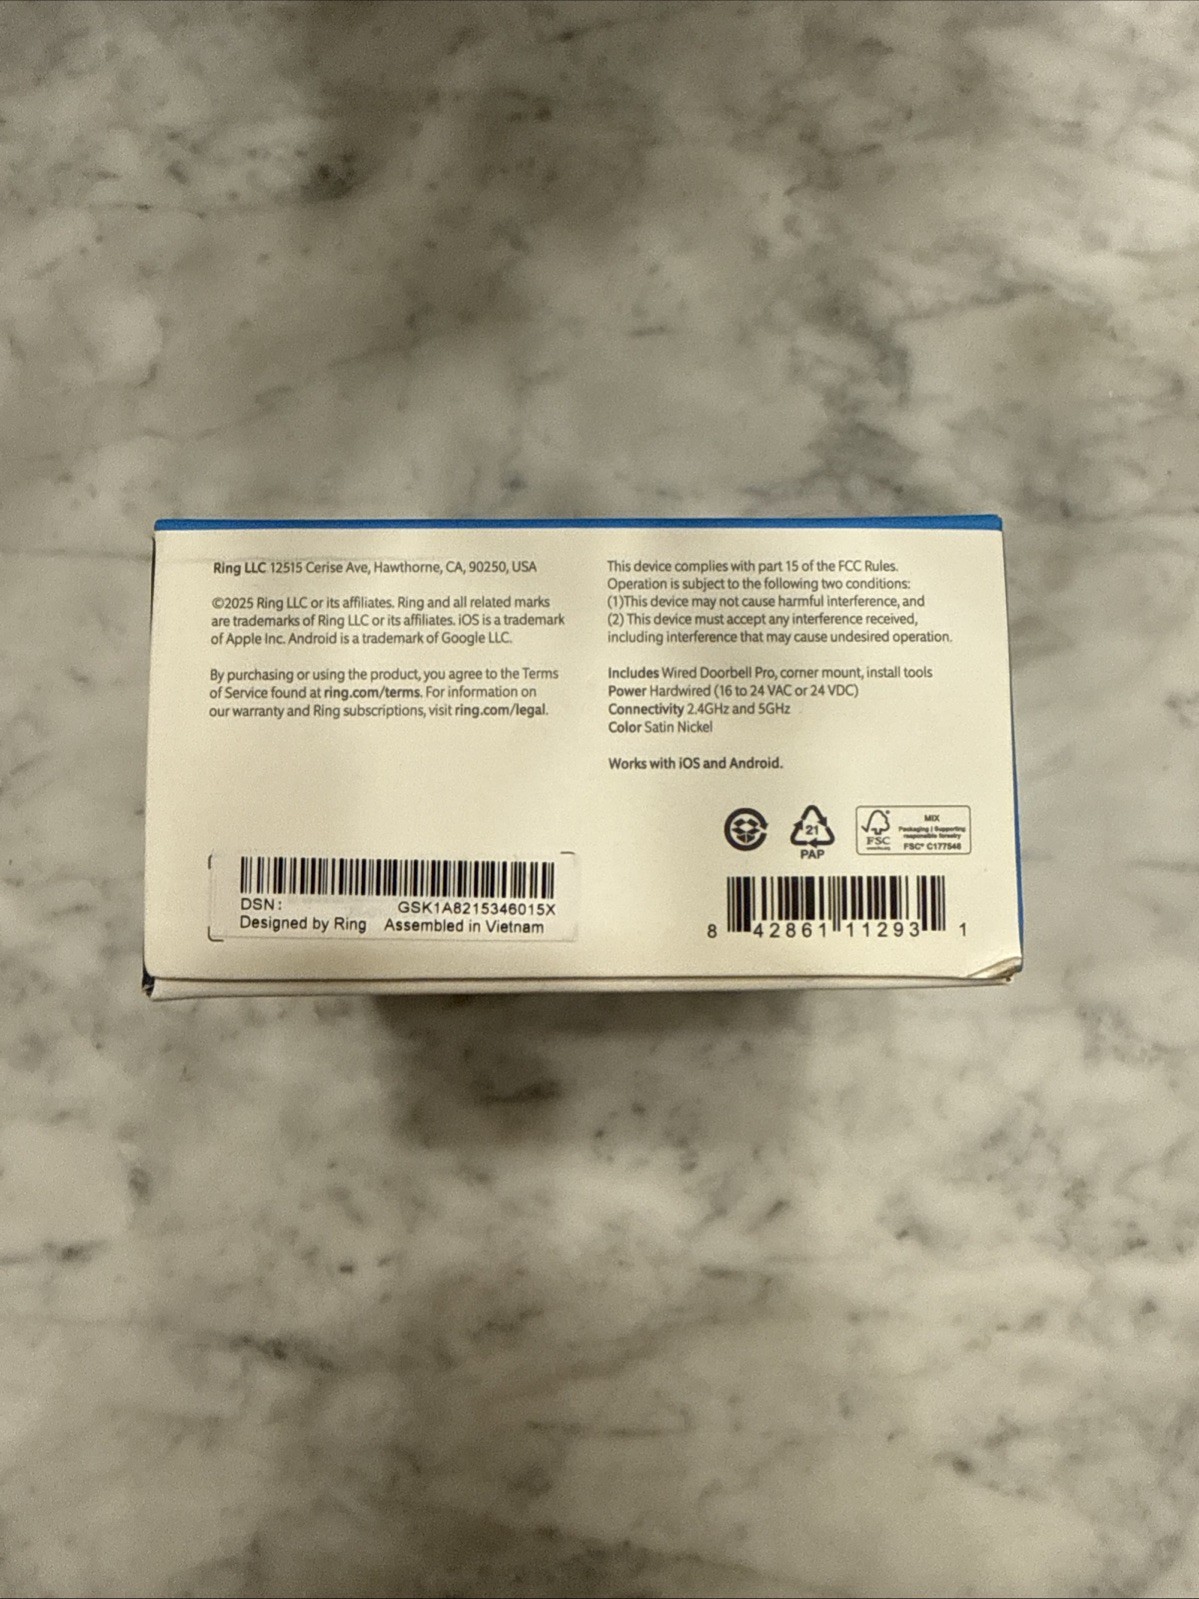 Ring LLC 12515 Cerise Ave, Hawthorne, CA, 90250, USA
©2025 Ring LLC or its affiliates. Ring and all related marks
are trademarks of Ring LLC or its affiliates. iOS is a trademark
of Apple Inc. Android is a trademark of Google LLC.
By purchasing or using the product, you agree to the Terms
of Service found at ring.com/terms. For information on
our warranty and Ring subscriptions, visit ring.com/legal.
DSN: GSK1A8215346015X
Designed by Ring Assembled in Vietnam
This device complies with part 15 of the FCC Rules.
Operation is subject to the following two conditions:
(1)This device may not cause harmful interference, and
(2) This device must accept any interference received,
including interference that may cause undesired operation.
Includes Wired Doorbell Pro, corner mount, install tools
Power Hardwired (16 to 24 VAC or 24 VDC)
Connectivity 2.4GHz and 5GHz
Color Satin Nickel
Works with iOS and Android.
21
PAP
FSC
MIX
Packaging | Supporting
responsible forestry
FSC® C177548
8 42861 11293 1